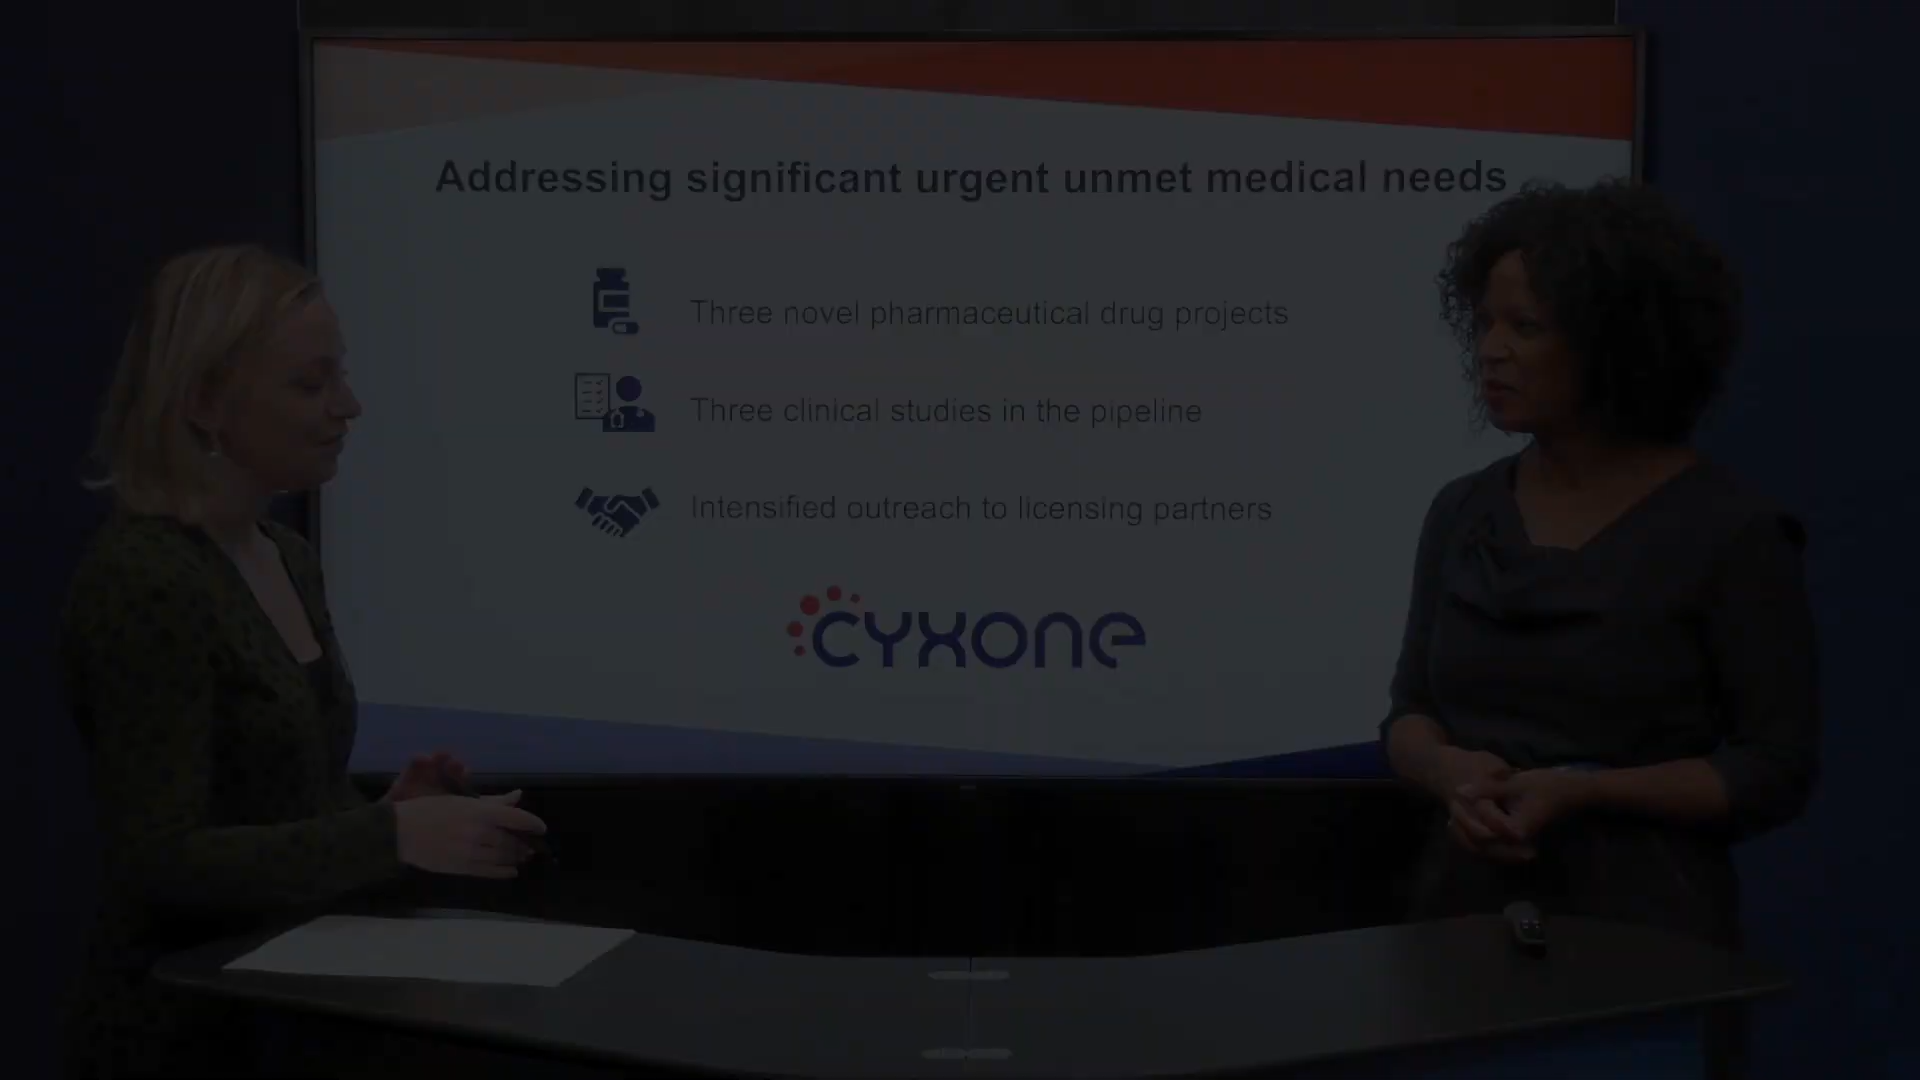 Addressing significant urgent unmet medical needs
Three novel pharmaceutical drug projects
Three clinical studies in the pipeline
Intensified outreach to licensing partners
cyxone